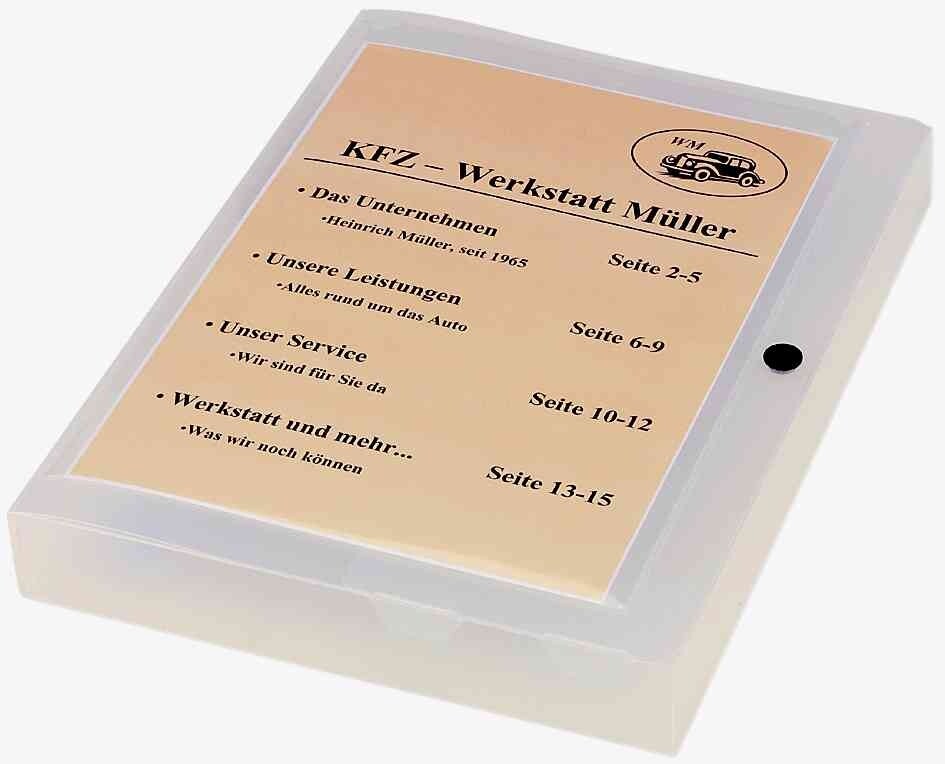 WM
KFZ – Werkstatt Müller
• Das Unternehmen Seite 2-5
•Heinrich Müller, seit 1965
• Unsere Leistungen Seite 6-9
•Alles rund um das Auto
• Unser Service Seite 10-12
•Wir sind für Sie da
• Werkstatt und mehr... Seite 13-15
•Was wir noch können